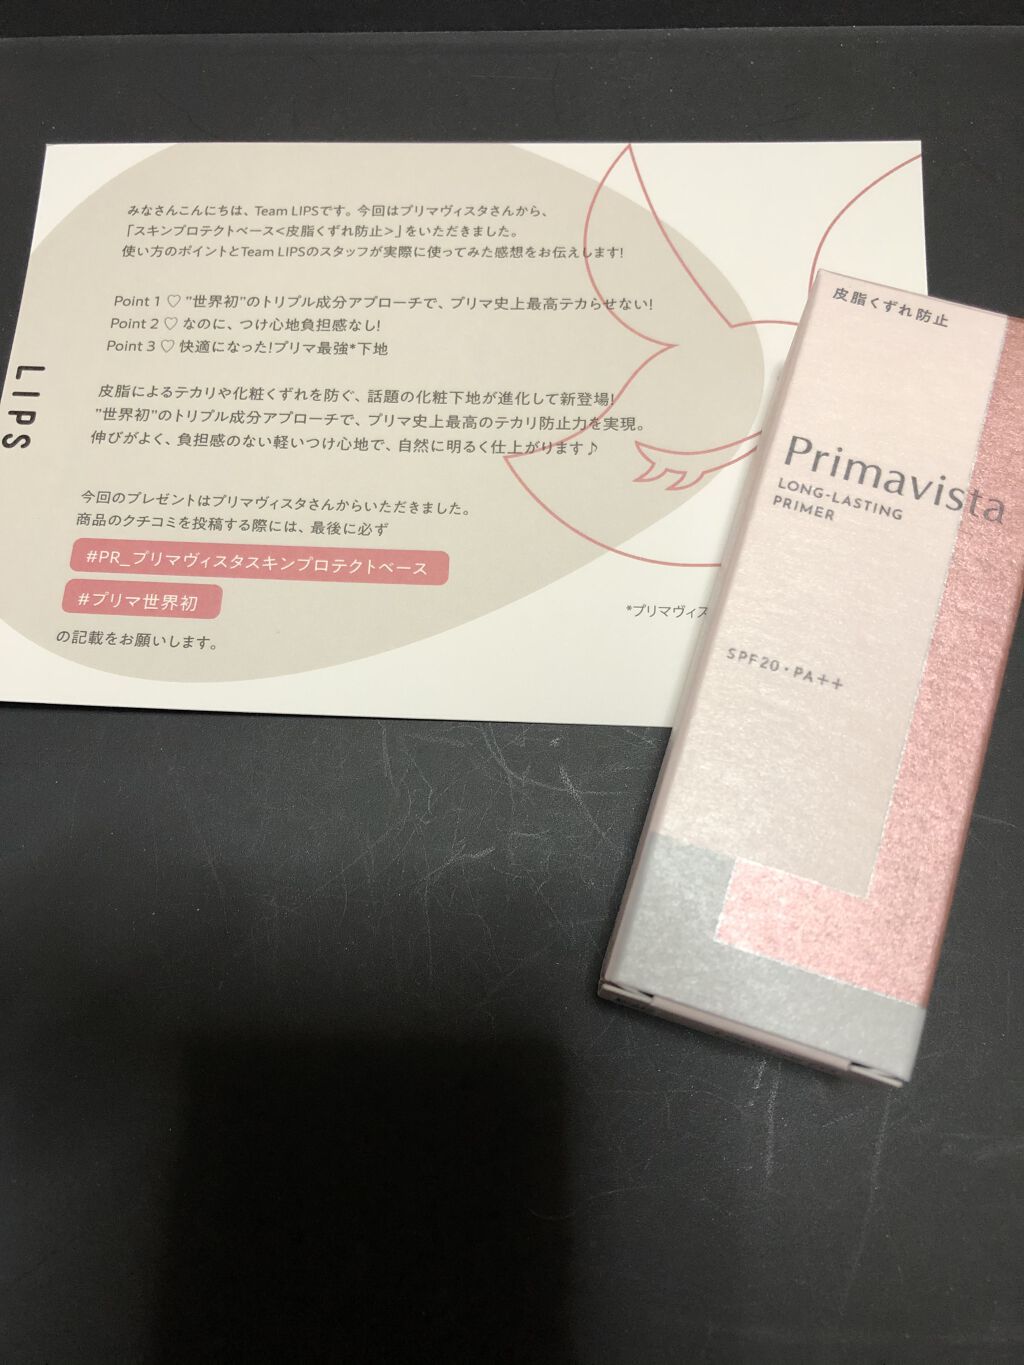 みなさんこんにちは、Team LIPSです。今回はプリマヴィスタさんから、
「スキンプロテクトベース<皮脂くずれ防止>」をいただきました。
使い方のポイントとTeam LIPSのスタッフが実際に使ってみた感想をお伝えします!
Point 1 ♡ "世界初"のトリプル成分アプローチで、プリマ史上最高テカらせない!
Point 2 ♡ なのに、つけ心地負担感なし!
Point 3 ♡ 快適になった!プリマ最強*下地
皮脂によるテカリや化粧くずれを防ぐ、話題の化粧下地が進化して新登場!
"世界初"のトリプル成分アプローチで、プリマ史上最高のテカリ防止力を実現。
伸びがよく、負担感のない軽いつけ心地で、自然に明るく仕上がります♪
今回のプレゼントはプリマヴィスタさんからいただきました。
商品のクチコミを投稿する際には、最後に必ず
#PR_プリマヴィスタスキンプロテクトベース
#プリマ世界初
の記載をお願いします。
*プリマヴィス
LIPS
皮脂くずれ防止
Primavista
LONG-LASTING
PRIMER
SPF20・PA++